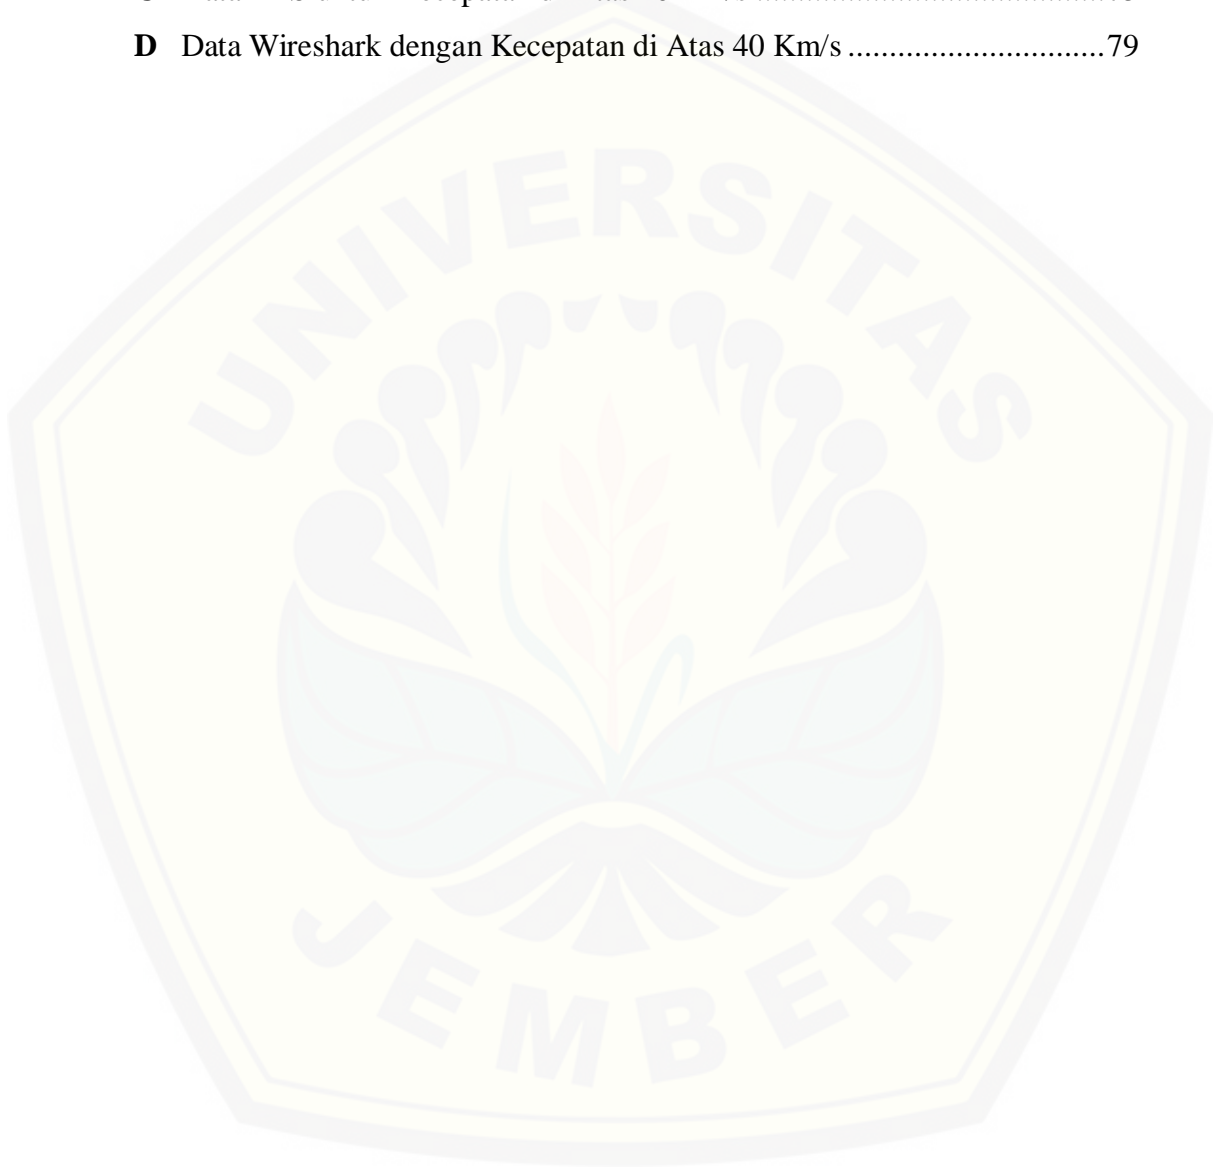 D Data Wireshark dengan Kecepatan di Atas 40 Km/s ...............................79
UNIVERSITAS
JEMBER